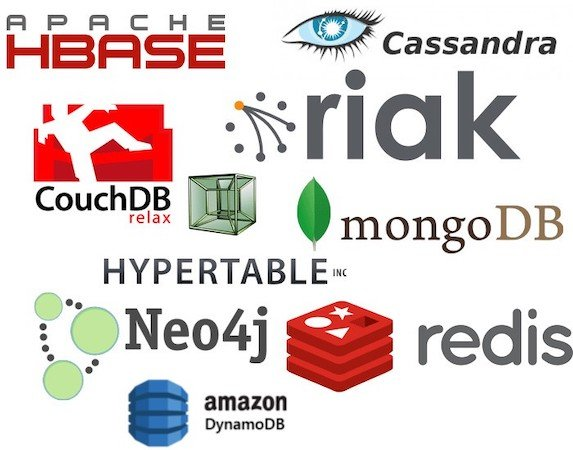 APACHE
HBASE
Cassandra
riak
CouchDB
relax
mongoDB
HYPERTABLE INC
Neo4j
redis
amazon
DynamoDB